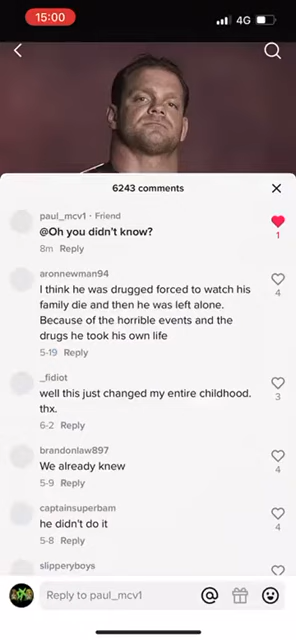 15:00
4G
6243 comments
paul_mcv1 · Friend
@Oh you didn't know?
8m Reply
1
aronnewman94
I think he was drugged forced to watch his
family die and then he was left alone.
Because of the horrible events and the
drugs he took his own life
5-19 Reply
4
_fidiot
well this just changed my entire childhood.
thx.
6-2 Reply
3
brandonlaw897
We already knew
5-9 Reply
4
captainsuperbam
he didn't do it
5-8 Reply
4
slipperyboys
Reply to paul_mcv1